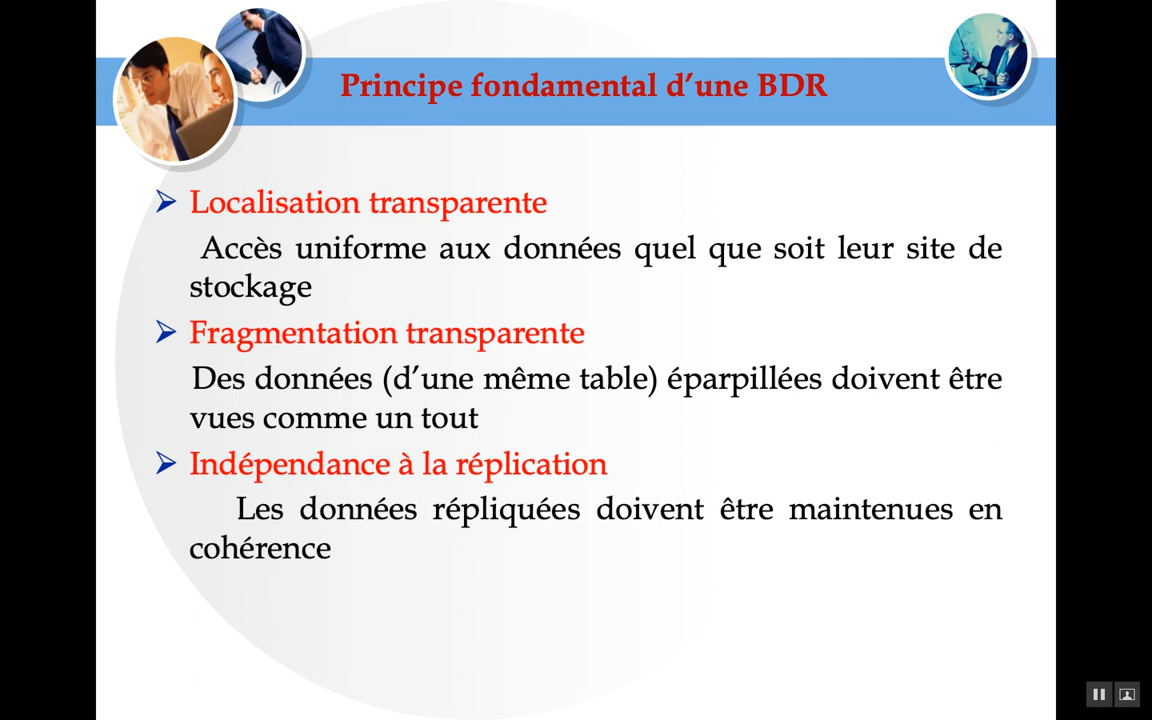 Principe fondamental d’une BDR
Localisation transparente
Accès uniforme aux données quel que soit leur site de
stockage
Fragmentation transparente
Des données (d’une même table) éparpillées doivent être
vues comme un tout
Indépendance à la réplication
Les données répliquées doivent être maintenues en
cohérence